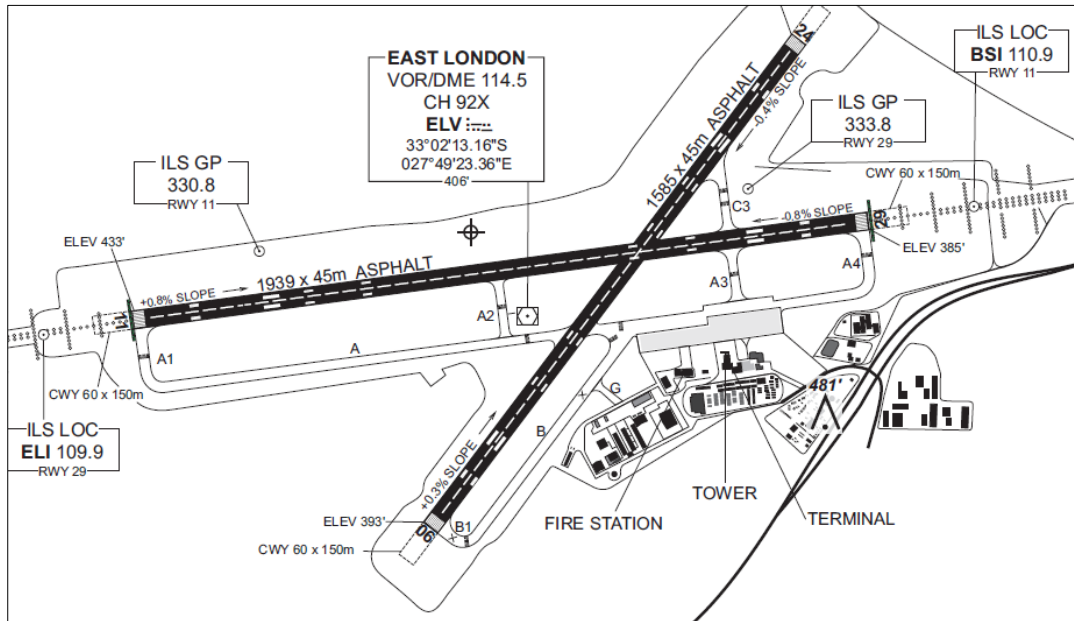 EAST LONDON
VOR/DME 114.5
CH 92X
ELV
33°02'13.16"S
027°49'23.36"E
406'
24
ILS LOC
BSI 110.9
RWY 11
-0.4% SLOPE
1585 x 45m ASPHALT
ILS GP
333.8
RWY 29
ILS GP
330.8
RWY 11
CWY 60 x 150m
C3
-0.8% SLOPE
29
ELEV 385'
ELEV 433'
1939 x 45m ASPHALT
+0.8% SLOPE
11
A4
A3
A2
A1
A
CWY 60 x 150m
481'
G
B
ILS LOC
ELI 109.9
RWY 29
+0.3% SLOPE
TOWER
TERMINAL
FIRE STATION
ELEV 393'
B1
06
CWY 60 x 150m